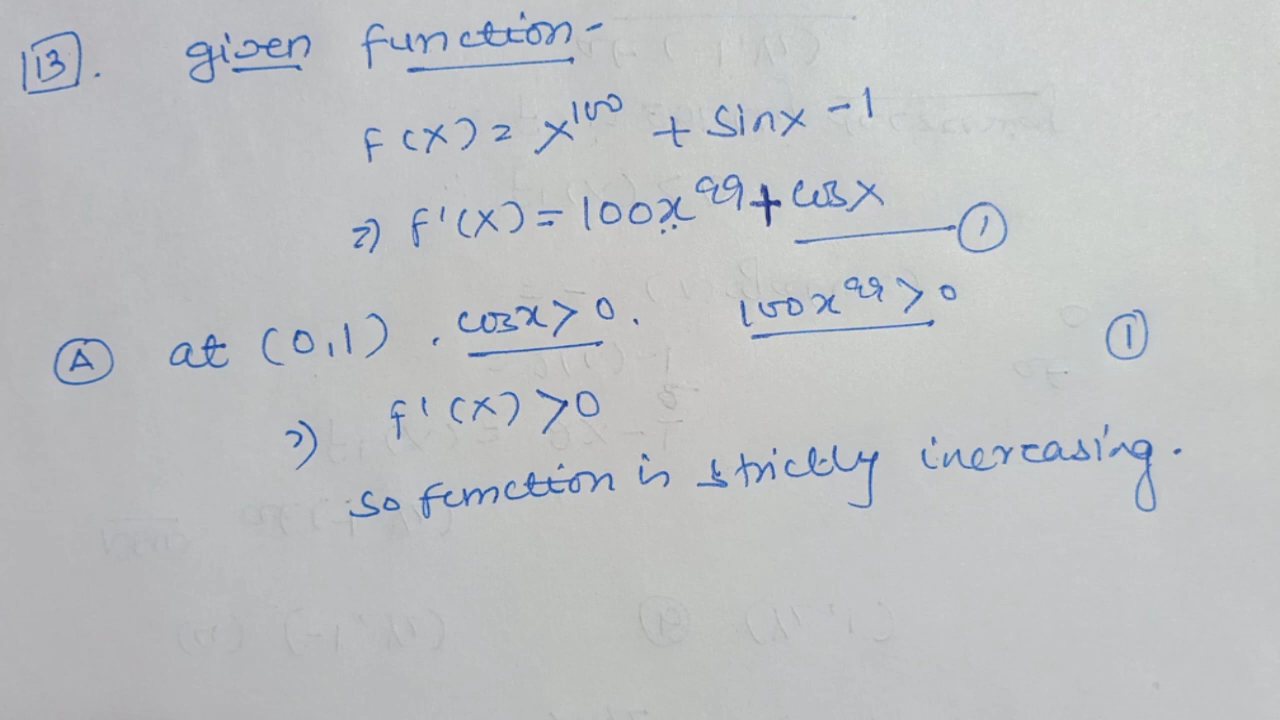 13. given function-
f(x) = x^100 + sinx - 1
⇒ f'(x) = 100x^99 + cosx ①
Ⓐ at (0,1). cosx > 0. 100x^99 > 0 ①
⇒ f'(x) > 0
so function is strictly increasing.